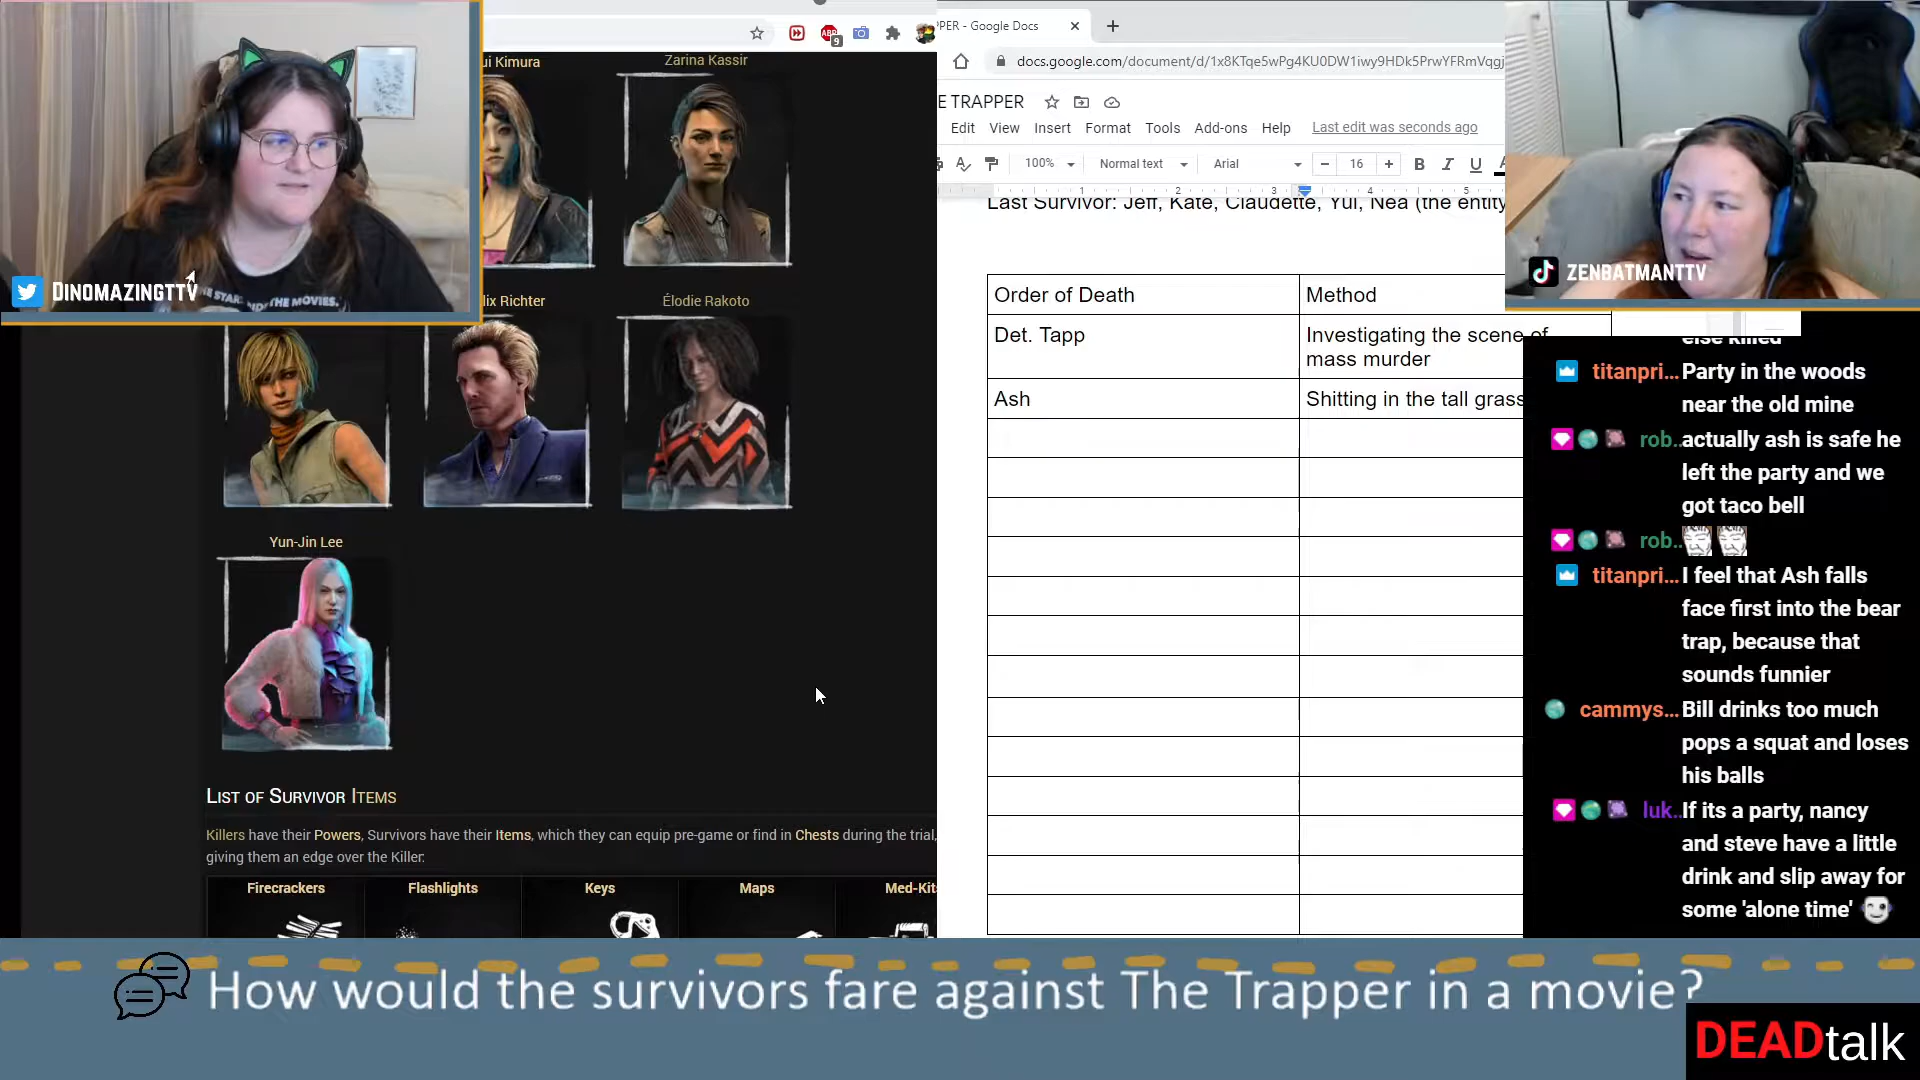 ui Kimura
Zarina Kassir
lix Richter
Élodie Rakoto
Yun-Jin Lee
DINOMAZINGTTV
LIST OF SURVIVOR ITEMS
Killers have their Powers, Survivors have their Items, which they can equip pre-game or find in Chests during the trial,
giving them an edge over the Killer:
Firecrackers
Flashlights
Keys
Maps
Med-Kit
PER - Google Docs
docs.google.com/document/d/1x8KTqe5wPg4KU0DW1iwy9HDk5PrwYFRmVqgj
E TRAPPER
Edit View Insert Format Tools Add-ons Help Last edit was seconds ago
100% Normal text Arial 16 B I U A
1 2 3 4 5
Last Survivor: Jeff, Kate, Claudette, Yui, Nea (the entity
Order of Death Method
Det. Tapp Investigating the scene of
mass murder
Ash Shitting in the tall grass
ZENBATMANTTV
else killed
titanpri... Party in the woods
near the old mine
rob.. actually ash is safe he
left the party and we
got taco bell
rob..
titanpri... I feel that Ash falls
face first into the bear
trap, because that
sounds funnier
cammys... Bill drinks too much
pops a squat and loses
his balls
luk.. If its a party, nancy
and steve have a little
drink and slip away for
some 'alone time'
How would the survivors fare against The Trapper in a movie?
DEADtalk